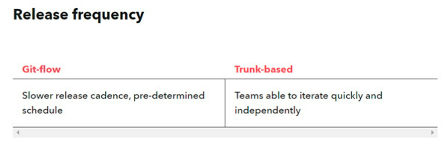 Release frequency
Git-flow
Trunk-based
Slower release cadence, pre-determined
schedule
Teams able to iterate quickly and
independently